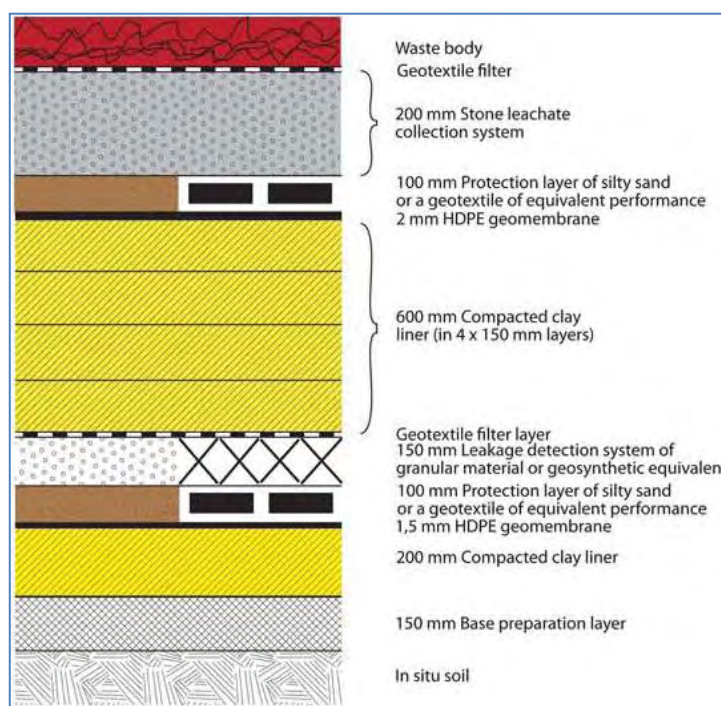 Waste body
Geotextile filter
200 mm Stone leachate
collection system
100 mm Protection layer of silty sand
or a geotextile of equivalent performance
2 mm HDPE geomembrane
600 mm Compacted clay
liner (in 4 x 150 mm layers)
Geotextile filter layer
150 mm Leakage detection system of
granular material or geosynthetic equivalen
100 mm Protection layer of silty sand
or a geotextile of equivalent performance
1,5 mm HDPE geomembrane
200 mm Compacted clay liner
150 mm Base preparation layer
In situ soil